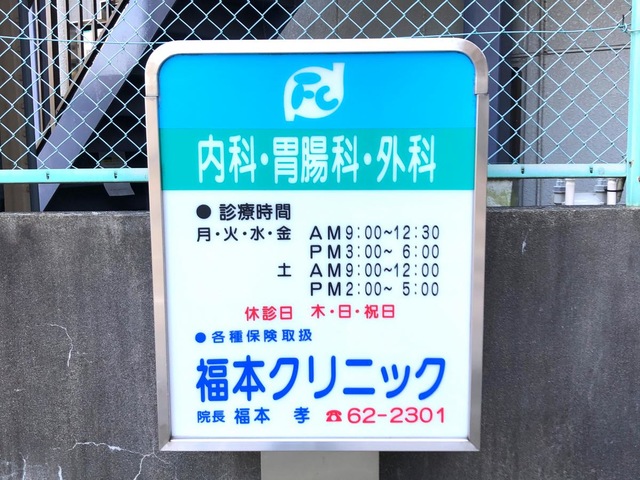 FC
内科・胃腸科・外科
● 診療時間
月・火・水・金 AM9:00~12:30
PM3:00~ 6:00
土 AM9:00~12:00
PM2:00~ 5:00
休診日 木・日・祝日
● 各種保険取扱
福本クリニック
院長 福本 孝 ☎62-2301